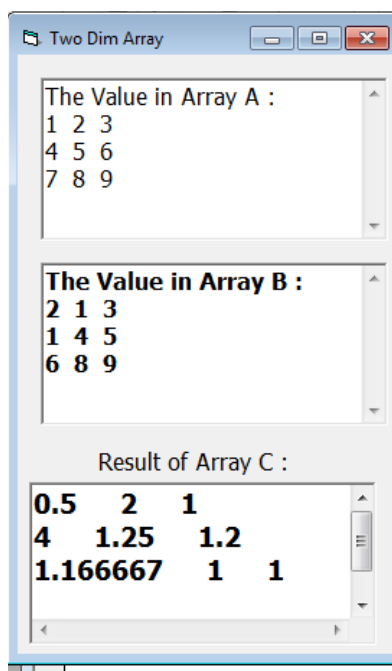 Two Dim Array
The Value in Array A :
1 2 3
4 5 6
7 8 9
The Value in Array B :
2 1 3
1 4 5
6 8 9
Result of Array C :
0.5 2 1
4 1.25 1.2
1.166667 1 1